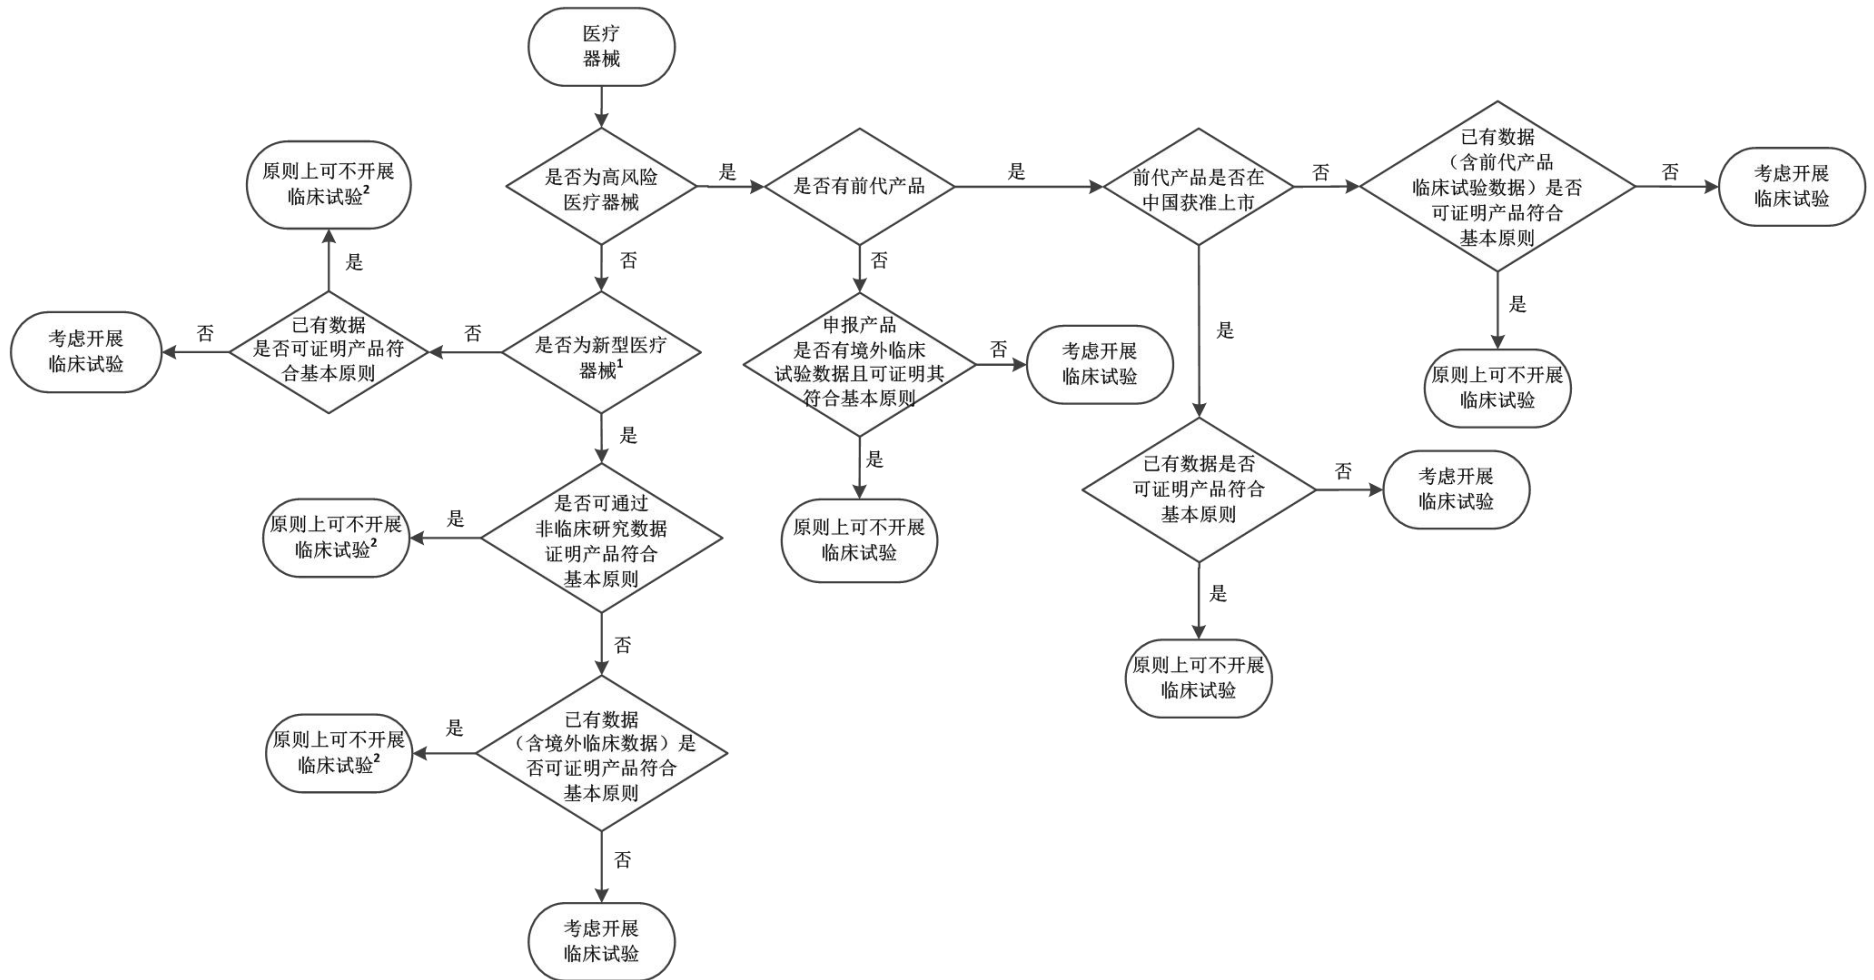 医疗
器械
是否为高风险
医疗器械
是
是否有前代产品
是
前代产品是否在
中国获准上市
否
已有数据
（含前代产品
临床试验数据）是否
可证明产品符合
基本原则
否
考虑开展
临床试验
是
原则上可不开展
临床试验
是
已有数据是否
可证明产品符合
基本原则
否
考虑开展
临床试验
是
原则上可不开展
临床试验
否
申报产品
是否有境外临床
试验数据且可证明其
符合基本原则
否
考虑开展
临床试验
是
原则上可不开展
临床试验
否
是否为新型医疗
器械1
否
已有数据
是否可证明产品符
合基本原则
是
原则上可不开展
临床试验2
否
考虑开展
临床试验
是
是否可通过
非临床研究数据
证明产品符合
基本原则
是
原则上可不开展
临床试验2
否
已有数据
（含境外临床数据）是
否可证明产品符合
基本原则
是
原则上可不开展
临床试验2
否
考虑开展
临床试验